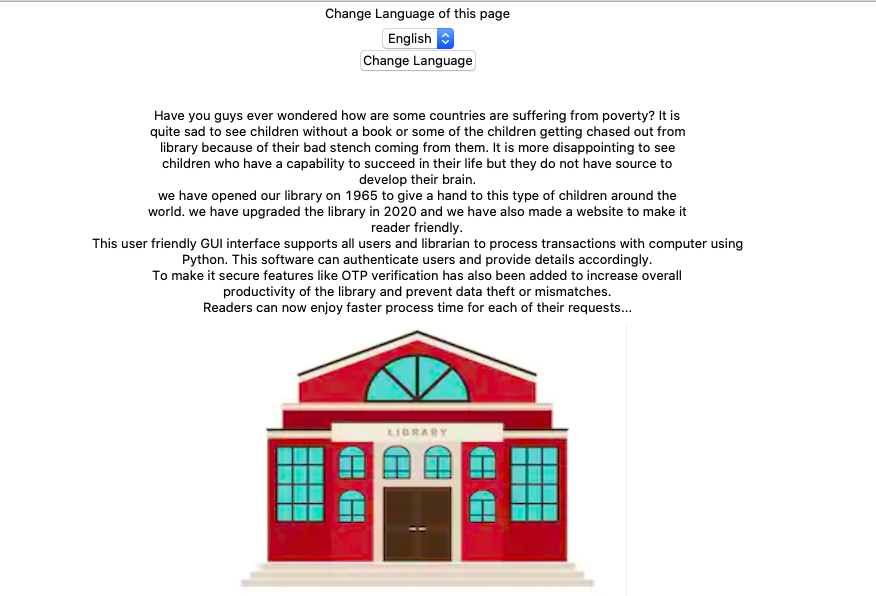 Change Language of this page
English
Change Language
Have you guys ever wondered how are some countries are suffering from poverty? It is
quite sad to see children without a book or some of the children getting chased out from
library because of their bad stench coming from them. It is more disappointing to see
children who have a capability to succeed in their life but they do not have source to
develop their brain.
we have opened our library on 1965 to give a hand to this type of children around the
world. we have upgraded the library in 2020 and we have also made a website to make it
reader friendly.
This user friendly GUI interface supports all users and librarian to process transactions with computer using
Python. This software can authenticate users and provide details accordingly.
To make it secure features like OTP verification has also been added to increase overall
productivity of the library and prevent data theft or mismatches.
Readers can now enjoy faster process time for each of their requests...
LIBRARY